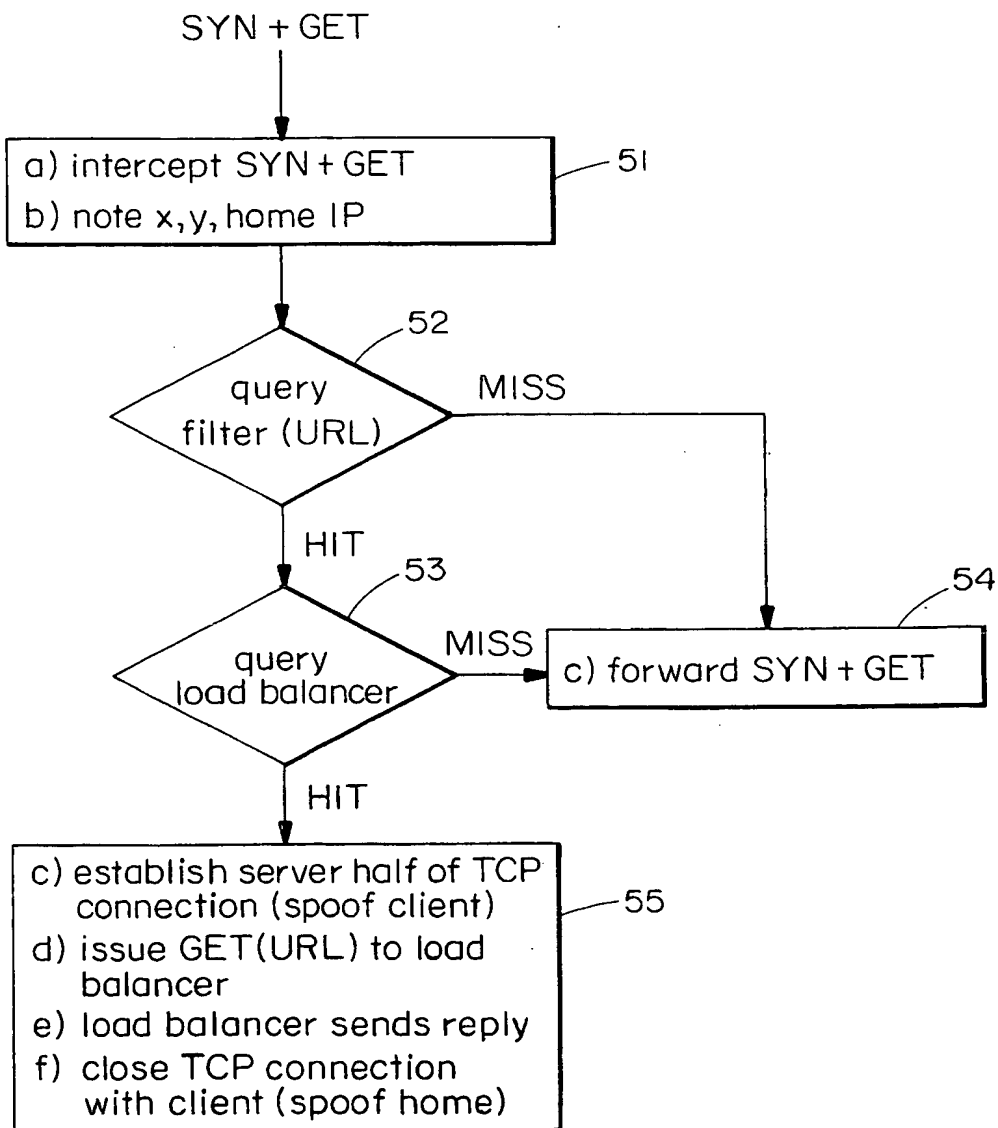 SYN + GET
a) intercept SYN + GET
b) note x, y, home IP
51
52
query
filter (URL)
MISS
HIT
53
query
load balancer
MISS
54
c) forward SYN + GET
HIT
c) establish server half of TCP
connection (spoof client)
d) issue GET(URL) to load
balancer
e) load balancer sends reply
f) close TCP connection
with client (spoof home)
55